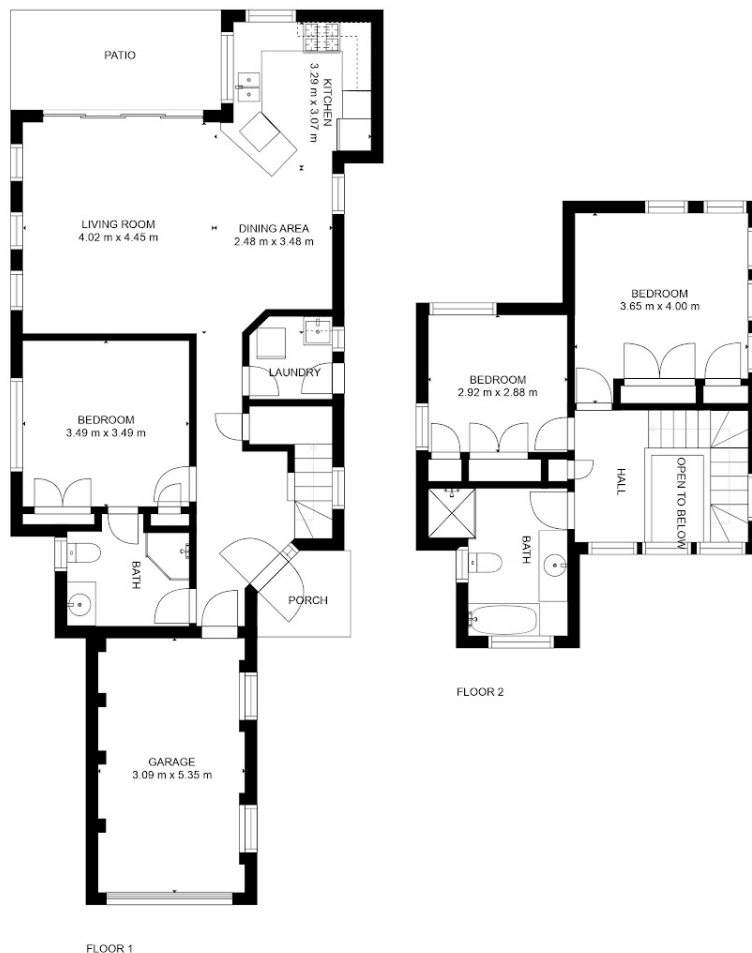 PATIO
KITCHEN
3.29 m x 3.07 m
LIVING ROOM
4.02 m x 4.45 m
DINING AREA
2.48 m x 3.48 m
LAUNDRY
BEDROOM
3.49 m x 3.49 m
BATH
PORCH
GARAGE
3.09 m x 5.35 m
FLOOR 1
BEDROOM
3.65 m x 4.00 m
BEDROOM
2.92 m x 2.88 m
HALL
OPEN TO BELOW
BATH
FLOOR 2